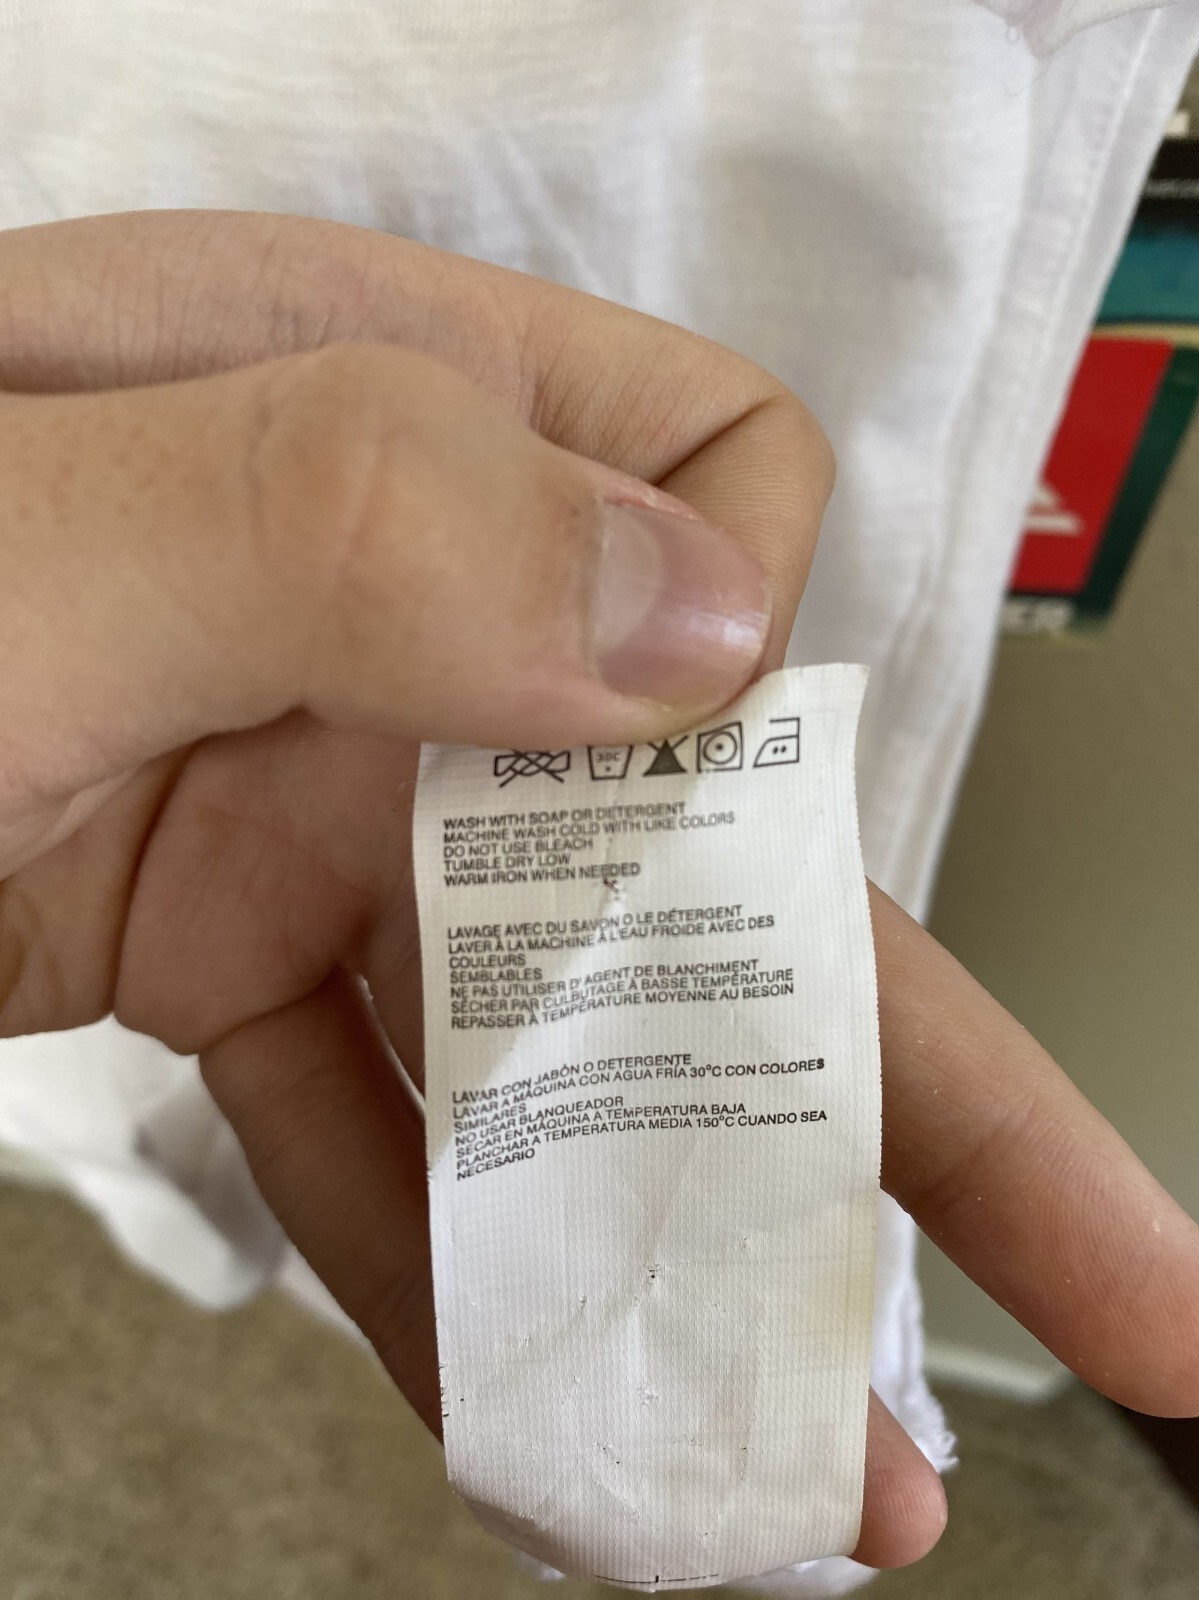 30C
WASH WITH SOAP OR DETERGENT
MACHINE WASH COLD WITH LIKE COLORS
DO NOT USE BLEACH
TUMBLE DRY LOW
WARM IRON WHEN NEEDED
LAVAGE AVEC DU SAVON O LE DÉTERGENT
LAVER À LA MACHINE À L'EAU FROIDE AVEC DES
COULEURS
SEMBLABLES
NE PAS UTILISER D'AGENT DE BLANCHIMENT
SÉCHER PAR CULBUTAGE À BASSE TEMPÉRATURE
REPASSER À TEMPÉRATURE MOYENNE AU BESOIN
LAVAR CON JABÓN O DETERGENTE
LAVAR A MÁQUINA CON AGUA FRÍA 30°C CON COLORES
SIMILARES
NO USAR BLANQUEADOR
SECAR EN MÁQUINA A TEMPERATURA BAJA
PLANCHAR A TEMPERATURA MEDIA 150°C CUANDO SEA
NECESARIO